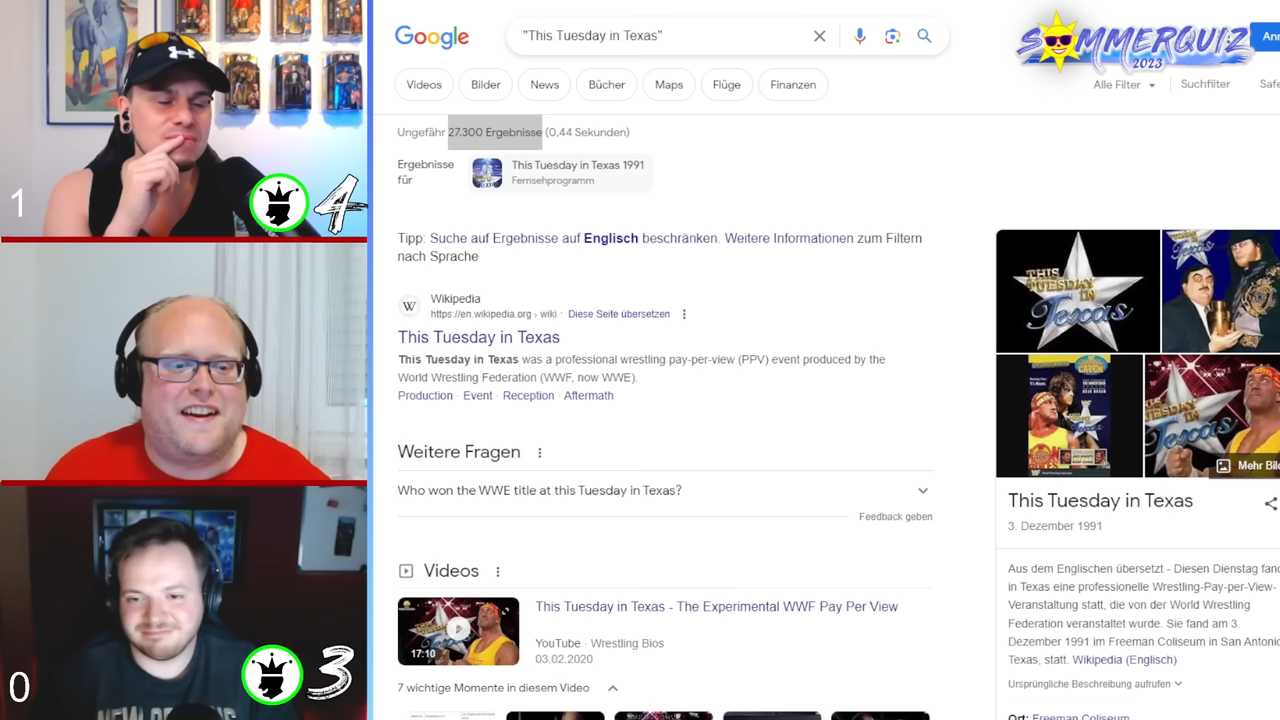 Google
"This Tuesday in Texas"
SOMMERQUIZ
2023
Videos
Bilder
News
Bücher
Maps
Flüge
Finanzen
Alle Filter
Suchfilter
Ungefähr 27.300 Ergebnisse (0,44 Sekunden)
Ergebnisse
für
This Tuesday in Texas 1991
Fernsehprogramm
Tipp: Suche auf Ergebnisse auf Englisch beschränken. Weitere Informationen zum Filtern
nach Sprache
W
Wikipedia
https://en.wikipedia.org › wiki · Diese Seite übersetzen
This Tuesday in Texas
This Tuesday in Texas was a professional wrestling pay-per-view (PPV) event produced by the
World Wrestling Federation (WWF, now WWE).
Production · Event · Reception · Aftermath
Weitere Fragen
Who won the WWE title at this Tuesday in Texas?
Feedback geben
Videos
This Tuesday in Texas - The Experimental WWF Pay Per View
YouTube · Wrestling Bios
03.02.2020
17:10
7 wichtige Momente in diesem Video
THIS
TUESDAY
IN
Texas
Mehr Bil
This Tuesday in Texas
3. Dezember 1991
Aus dem Englischen übersetzt - Diesen Dienstag fand
in Texas eine professionelle Wrestling-Pay-per-View-
Veranstaltung statt, die von der World Wrestling
Federation veranstaltet wurde. Sie fand am 3.
Dezember 1991 im Freeman Coliseum in San Antonio
Texas, statt. Wikipedia (Englisch)
Ursprüngliche Beschreibung aufrufen
Ort: Freeman Coliseum
1
4
0
3